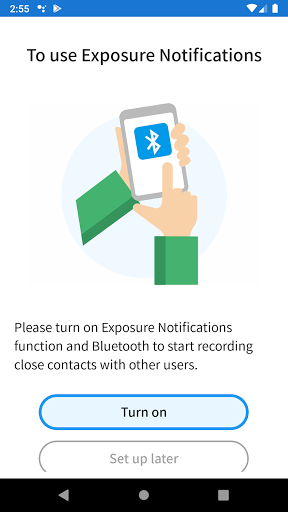 2:55
To use Exposure Notifications
Please turn on Exposure Notifications
function and Bluetooth to start recording
close contacts with other users.
Turn on
Set up later